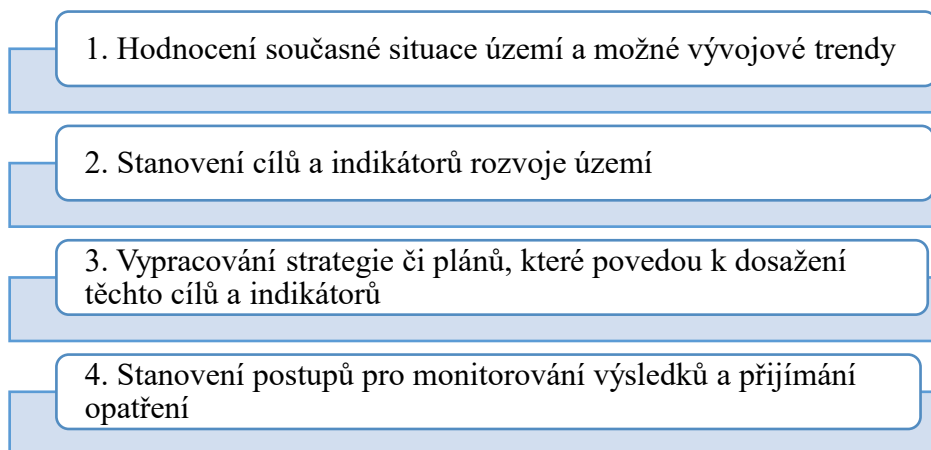 1. Hodnocení současné situace území a možné vývojové trendy
2. Stanovení cílů a indikátorů rozvoje území
3. Vypracování strategie či plánů, které povedou k dosažení
těchto cílů a indikátorů
4. Stanovení postupů pro monitorování výsledků a přijímání
opatření